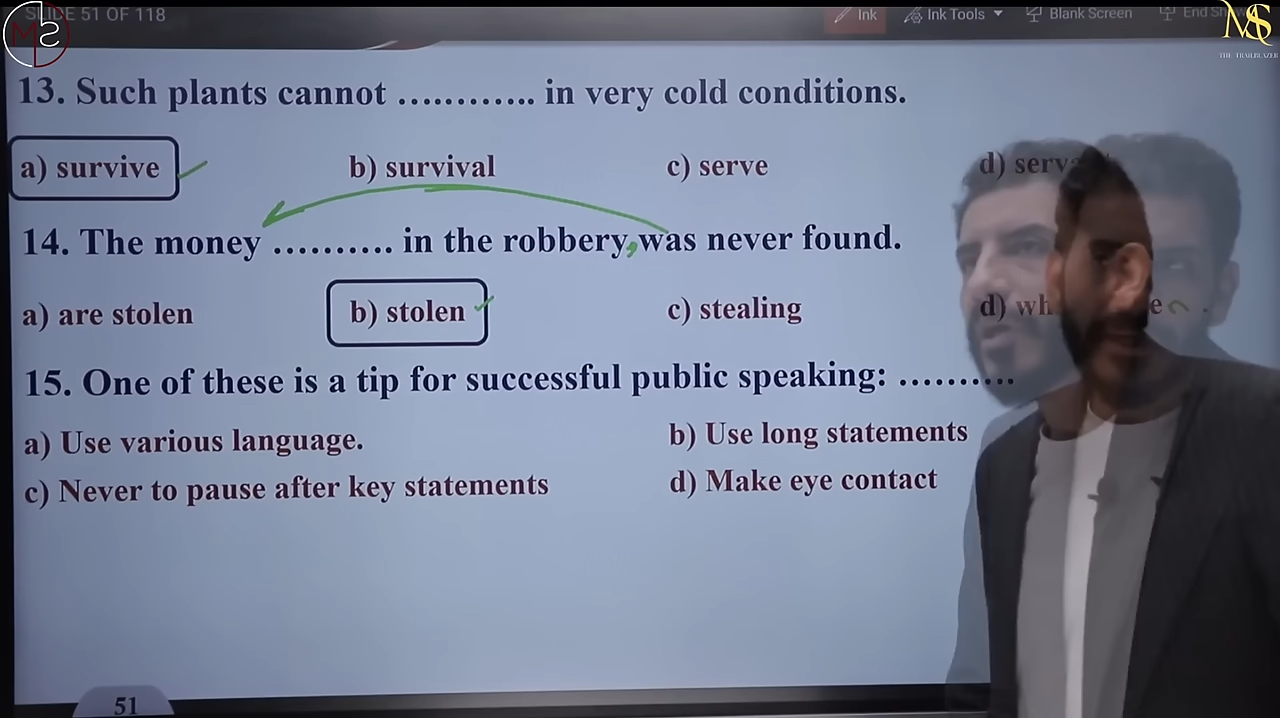 SLIDE 51 OF 118
Ink
Ink Tools
Blank Screen
End
MS
THE TRAILBLAZER
13. Such plants cannot ............ in very cold conditions.
a) survive b) survival c) serve d)
14. The money .......... in the robbery, was never found.
a) are stolen b) stolen c) stealing d)
15. One of these is a tip for successful public speaking: ..........
a) Use various language. b) Use long statements
c) Never to pause after key statements d) Make eye contact
51